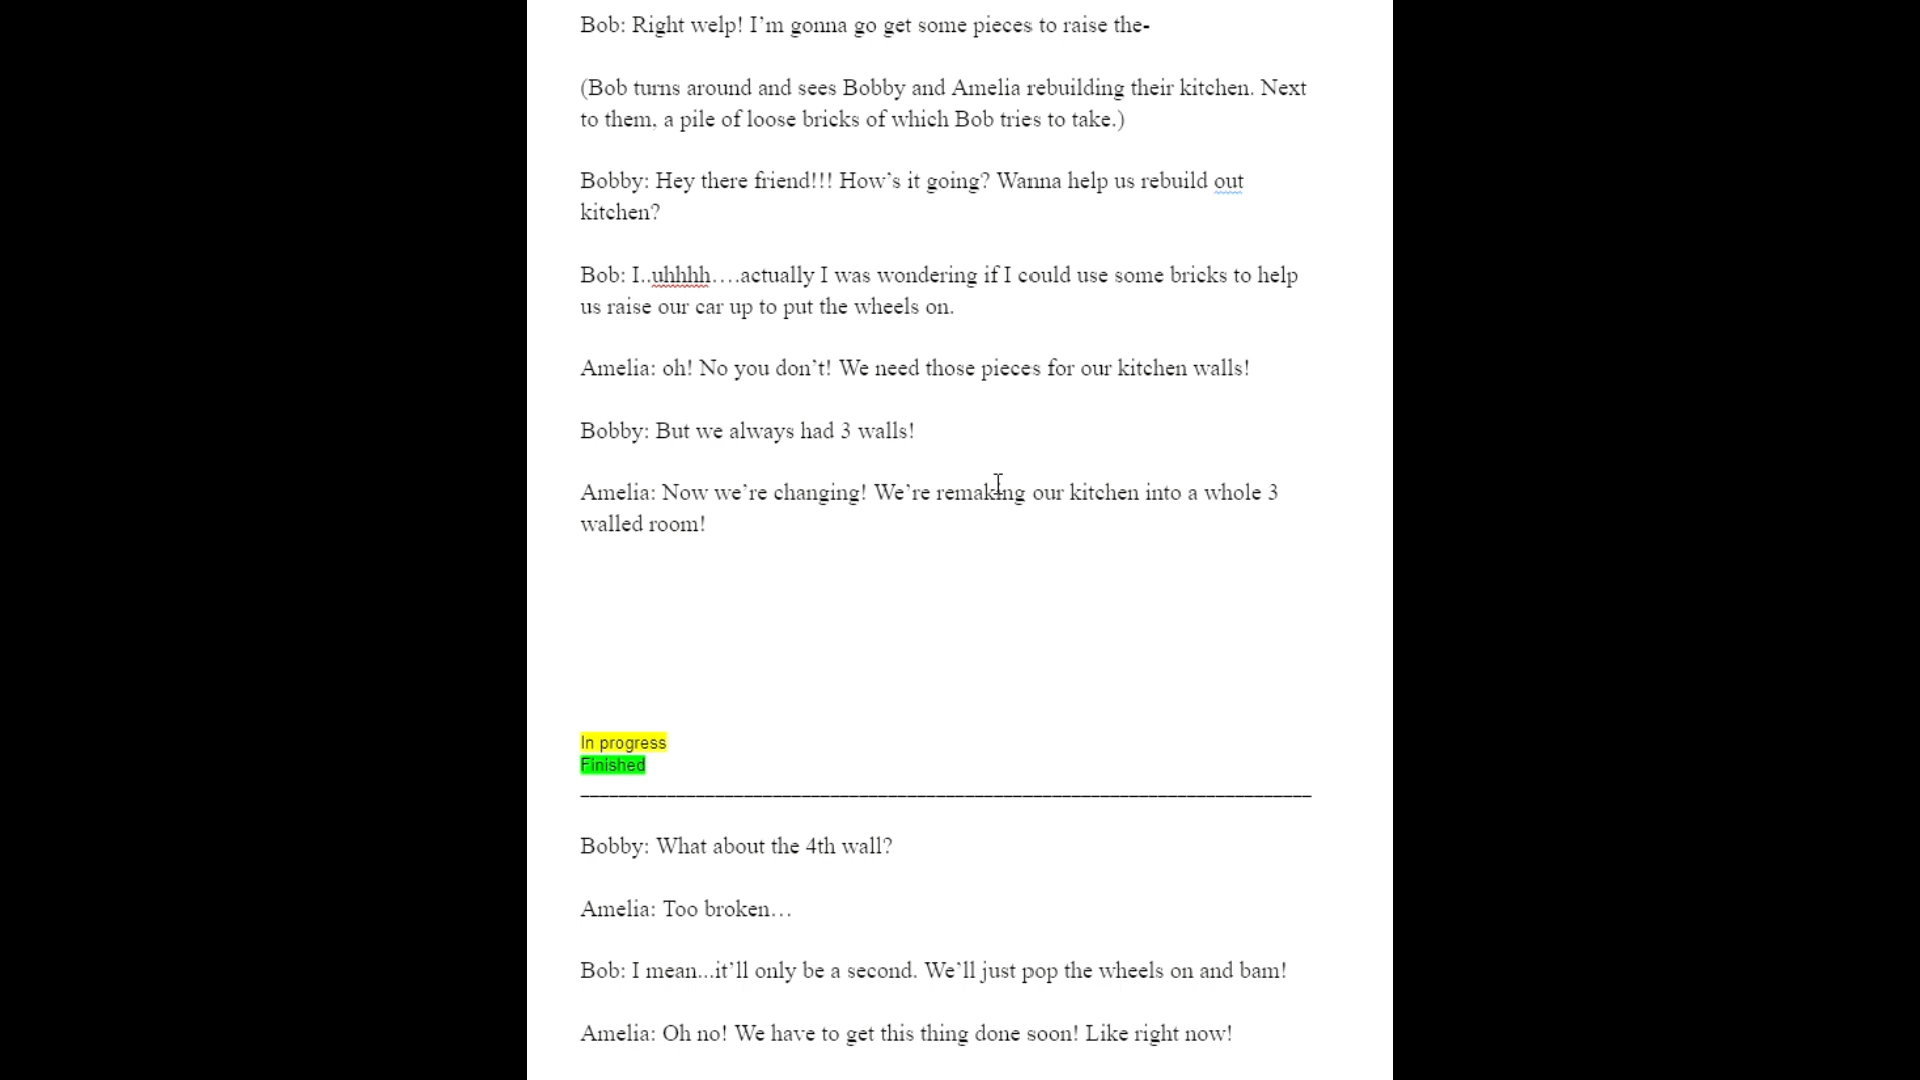 Bob: Right welp! I’m gonna go get some pieces to raise the-
(Bob turns around and sees Bobby and Amelia rebuilding their kitchen. Next
to them, a pile of loose bricks of which Bob tries to take.)
Bobby: Hey there friend!!! How’s it going? Wanna help us rebuild out
kitchen?
Bob: I..uhhhh….actually I was wondering if I could use some bricks to help
us raise our car up to put the wheels on.
Amelia: oh! No you don’t! We need those pieces for our kitchen walls!
Bobby: But we always had 3 walls!
Amelia: Now we’re changing! We’re remaking our kitchen into a whole 3
walled room!
In progress
Finished
Bobby: What about the 4th wall?
Amelia: Too broken…
Bob: I mean...it’ll only be a second. We’ll just pop the wheels on and bam!
Amelia: Oh no! We have to get this thing done soon! Like right now!